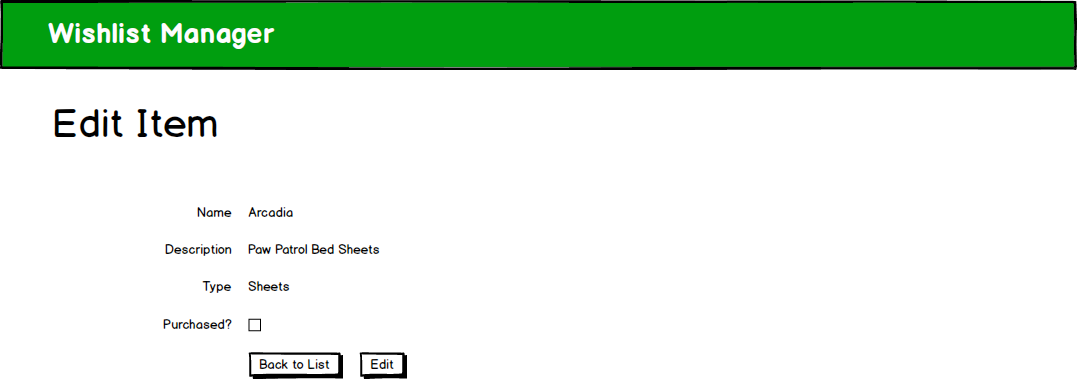 Wishlist Manager
Edit Item
Name Arcadia
Description Paw Patrol Bed Sheets
Type Sheets
Purchased?
Back to List Edit